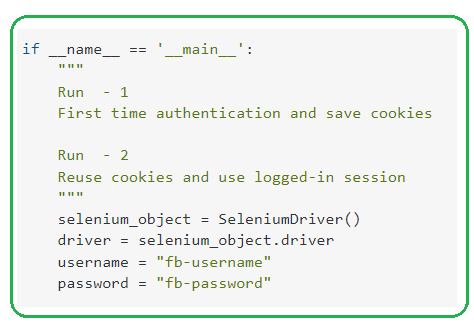 if __name__ == '__main__':
    """
    Run  - 1
    First time authentication and save cookies

    Run  - 2
    Reuse cookies and use logged-in session
    """
    selenium_object = SeleniumDriver()
    driver = selenium_object.driver
    username = "fb-username"
    password = "fb-password"